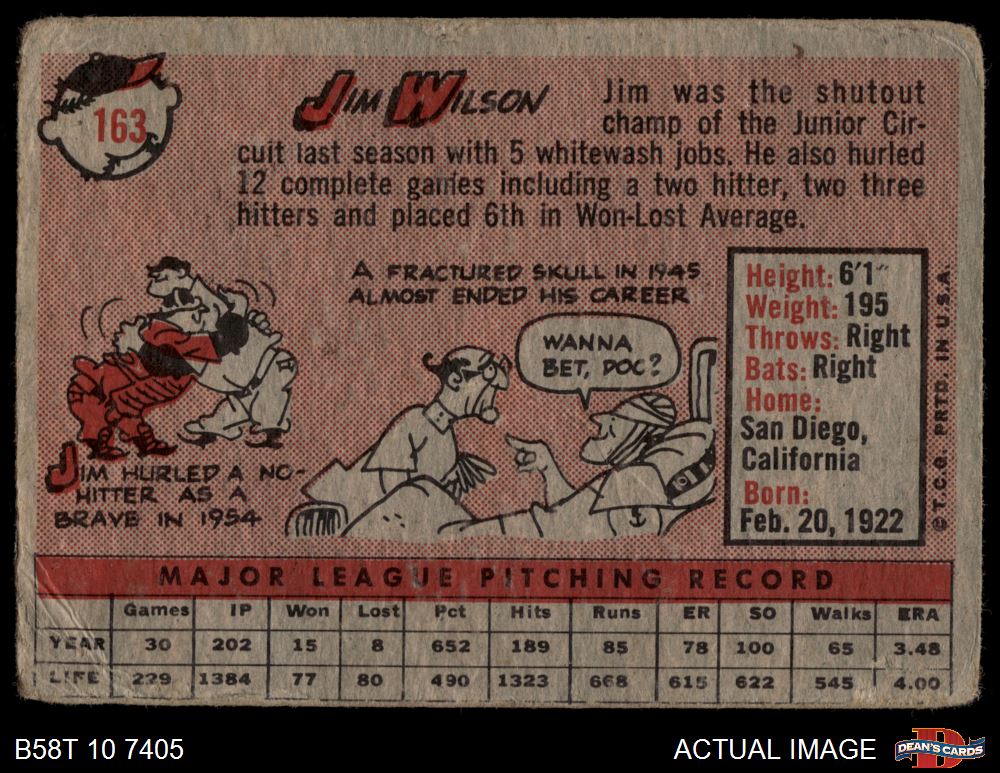 163
JIM WILSON
Jim was the shutout
champ of the Junior Cir-
cuit last season with 5 whitewash jobs. He also hurled
12 complete games including a two hitter, two three
hitters and placed 6th in Won-Lost Average.
A FRACTURED SKULL IN 1945
ALMOST ENDED HIS CAREER
WANNA
BET, DOC?
JIM HURLED A NO-
HITTER AS A
BRAVE IN 1954
Height: 6'1"
Weight: 195
Throws: Right
Bats: Right
Home:
San Diego,
California
Born:
Feb. 20, 1922
© T.C.G. PRTD. IN U.S.A.
MAJOR LEAGUE PITCHING RECORD
Games IP Won Lost Pct Hits Runs ER SO Walks ERA
YEAR 30 202 15 8 652 189 85 78 100 65 3.48
LIFE 229 1384 77 80 490 1323 668 615 622 545 4.00
B58T 10 7405
ACTUAL IMAGE
DEAN'S CARDS